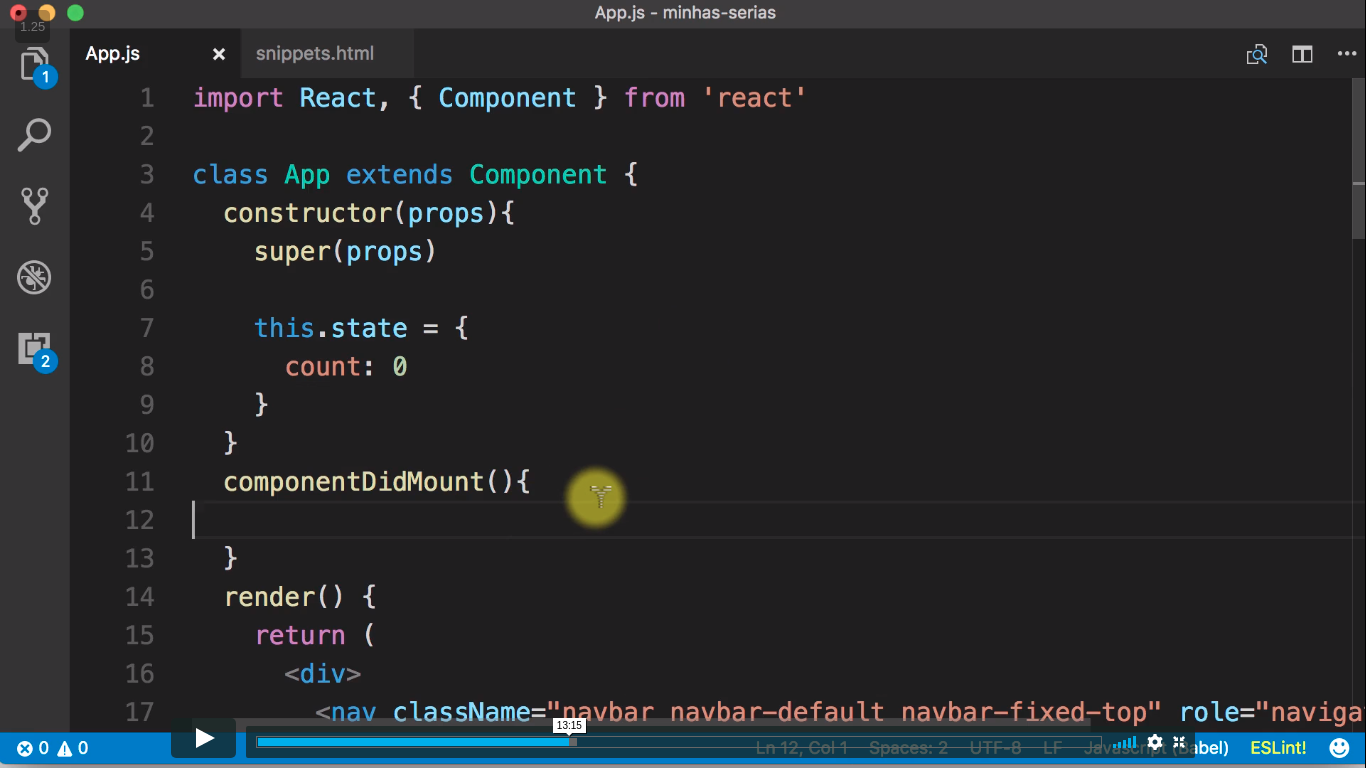 App.js - minhas-serias
1.25
App.js × snippets.html
1
1 import React, { Component } from 'react'
2
3 class App extends Component {
4 constructor(props){
5 super(props)
6
7 this.state = {
8 count: 0
9 }
10 }
11 componentDidMount(){
12
13 }
14 render() {
15 return (
16 <div>
17 <nav className="navbar navbar-default navbar-fixed-top" role="naviga
2
13:15
0 0 Ln 12, Col 1 Spaces: 2 UTF-8 LF Javascript (Babel) ESLint!